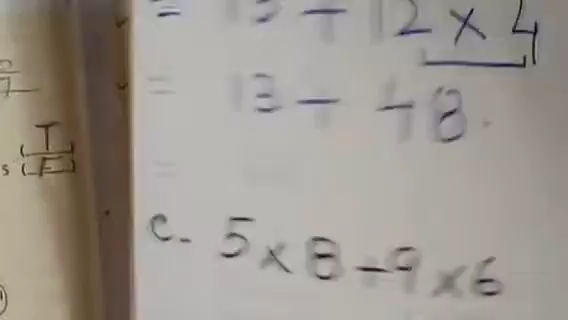 = 13 + 12 × 4
= 13 + 48.
=
c. 5 × 8 - 9 × 6
T
F